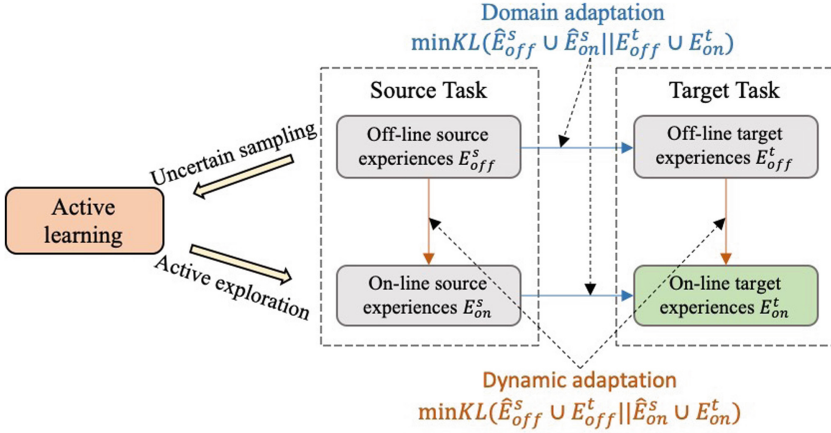 Domain adaptation
minKL(Ê^s_off ∪ Ê^s_on||E^t_off ∪ E^t_on)
Source Task
Target Task
Uncertain sampling
Off-line source
experiences E^s_off
Off-line target
experiences E^t_off
Active
learning
Active exploration
On-line source
experiences E^s_on
On-line target
experiences E^t_on
Dynamic adaptation
minKL(Ê^s_off ∪ E^t_off||Ê^s_on ∪ E^t_on)